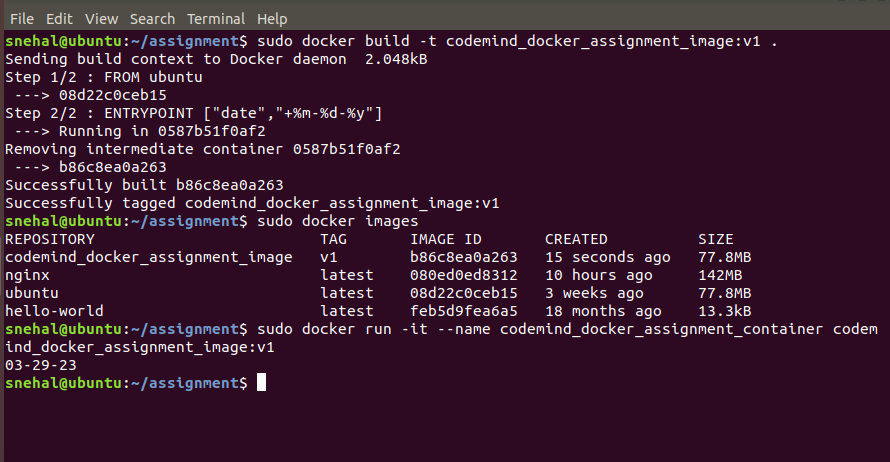 File Edit View Search Terminal Help
snehal@ubuntu:~/assignment$ sudo docker build -t codemind_docker_assignment_image:v1 .
Sending build context to Docker daemon  2.048kB
Step 1/2 : FROM ubuntu
 ---> 08d22c0ceb15
Step 2/2 : ENTRYPOINT ["date","+%m-%d-%y"]
 ---> Running in 0587b51f0af2
Removing intermediate container 0587b51f0af2
 ---> b86c8ea0a263
Successfully built b86c8ea0a263
Successfully tagged codemind_docker_assignment_image:v1
snehal@ubuntu:~/assignment$ sudo docker images
REPOSITORY                         TAG       IMAGE ID       CREATED          SIZE
codemind_docker_assignment_image   v1        b86c8ea0a263   15 seconds ago   77.8MB
nginx                              latest    080ed0ed8312   10 hours ago     142MB
ubuntu                             latest    08d22c0ceb15   3 weeks ago      77.8MB
hello-world                        latest    feb5d9fea6a5   18 months ago    13.3kB
snehal@ubuntu:~/assignment$ sudo docker run -it --name codemind_docker_assignment_container codem
ind_docker_assignment_image:v1
03-29-23
snehal@ubuntu:~/assignment$